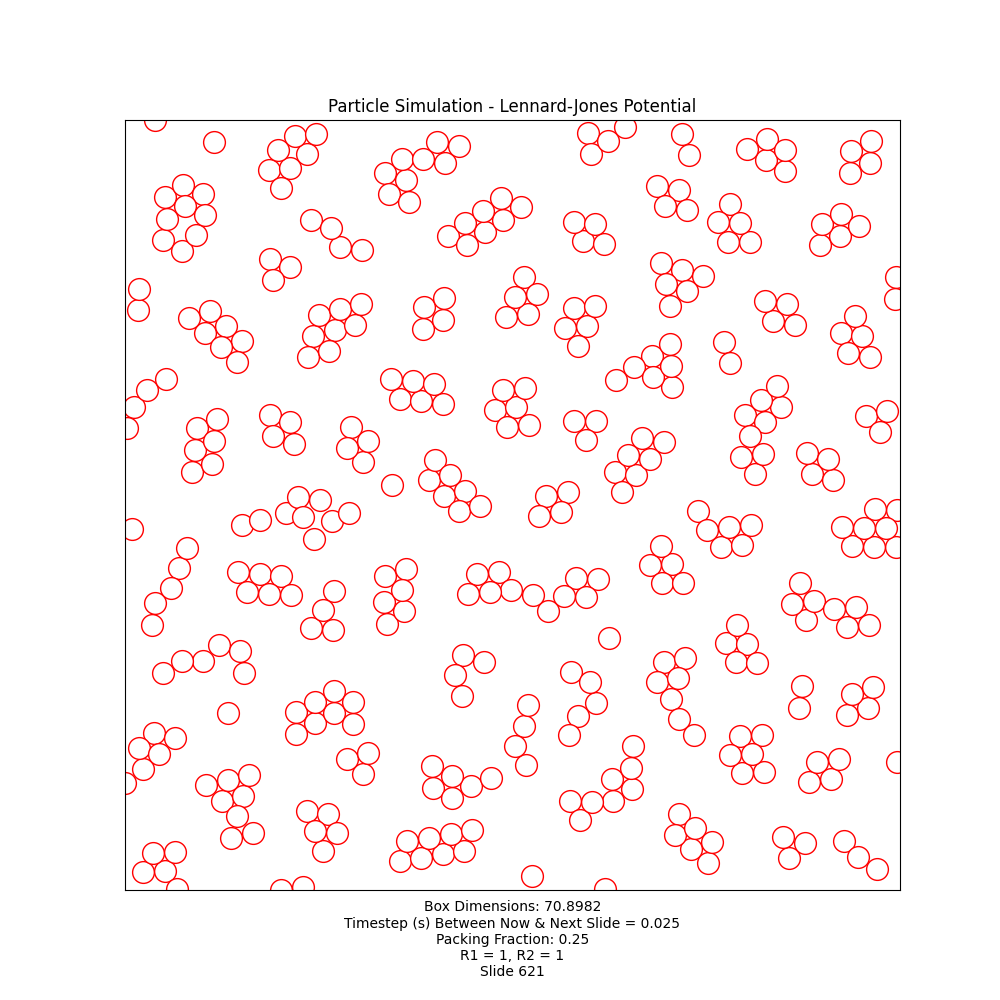 Particle Simulation - Lennard-Jones Potential
Box Dimensions: 70.8982
Timestep (s) Between Now & Next Slide = 0.025
Packing Fraction: 0.25
R1 = 1, R2 = 1
Slide 621